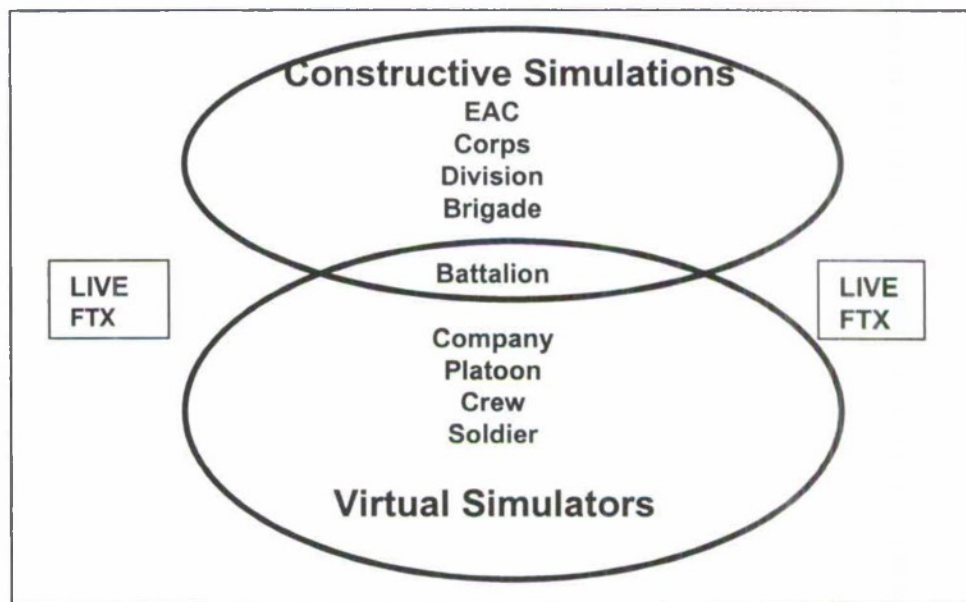 Constructive Simulations
EAC
Corps
Division
Brigade
Battalion
LIVE
FTX
LIVE
FTX
Company
Platoon
Crew
Soldier
Virtual Simulators